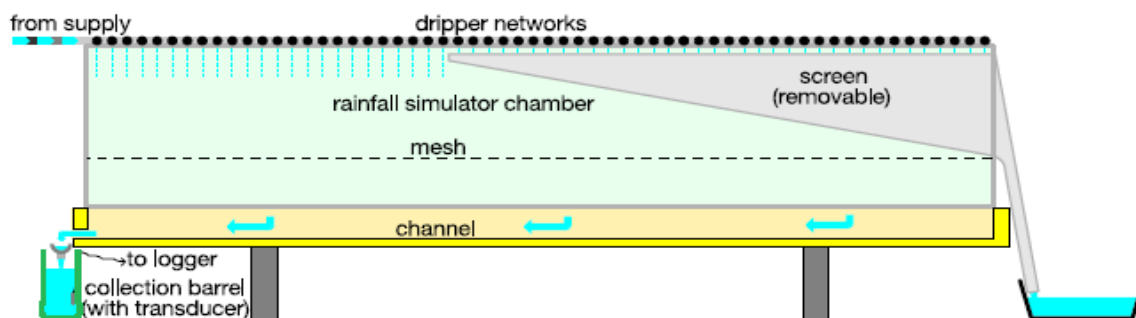 from supply
dripper networks
screen
(removable)
rainfall simulator chamber
mesh
channel
to logger
collection barrel
(with transducer)